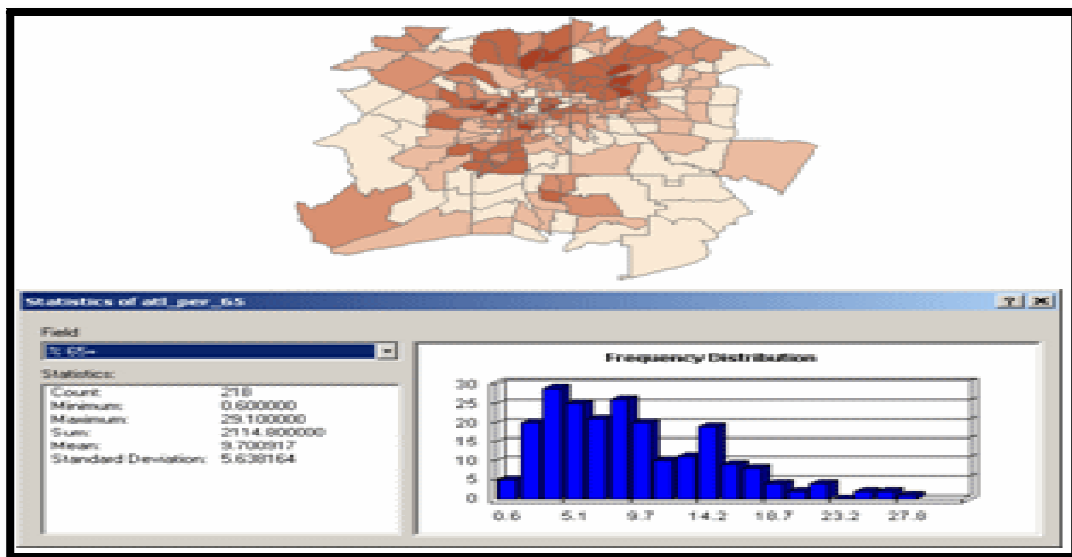 Statistics of atl_per_65
Field
% 65+
Statistics:
Count: 218
Minimum: 0.600000
Maximum: 29.100000
Sum: 2114.800000
Mean: 9.700917
Standard Deviation: 5.638164
Frequency Distribution
30
25
20
15
10
5
0
0.6 5.1 9.7 14.2 18.7 23.2 27.8